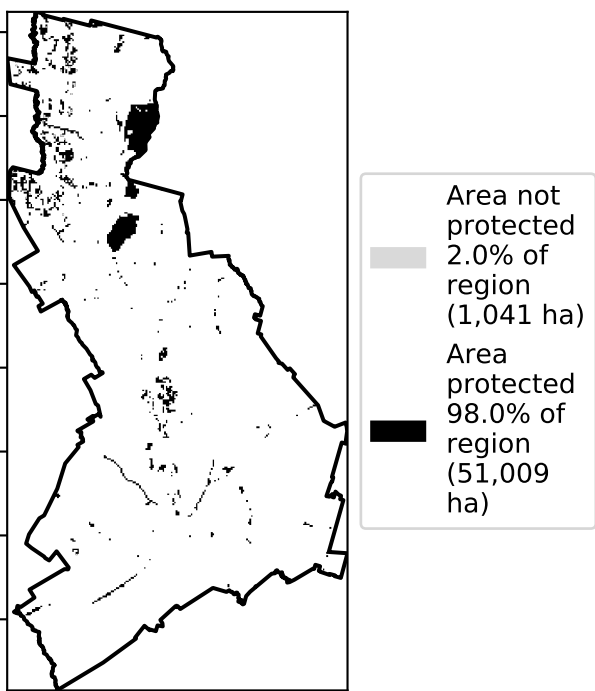 Area not
protected
2.0% of
region
(1,041 ha)
Area
protected
98.0% of
region
(51,009
ha)